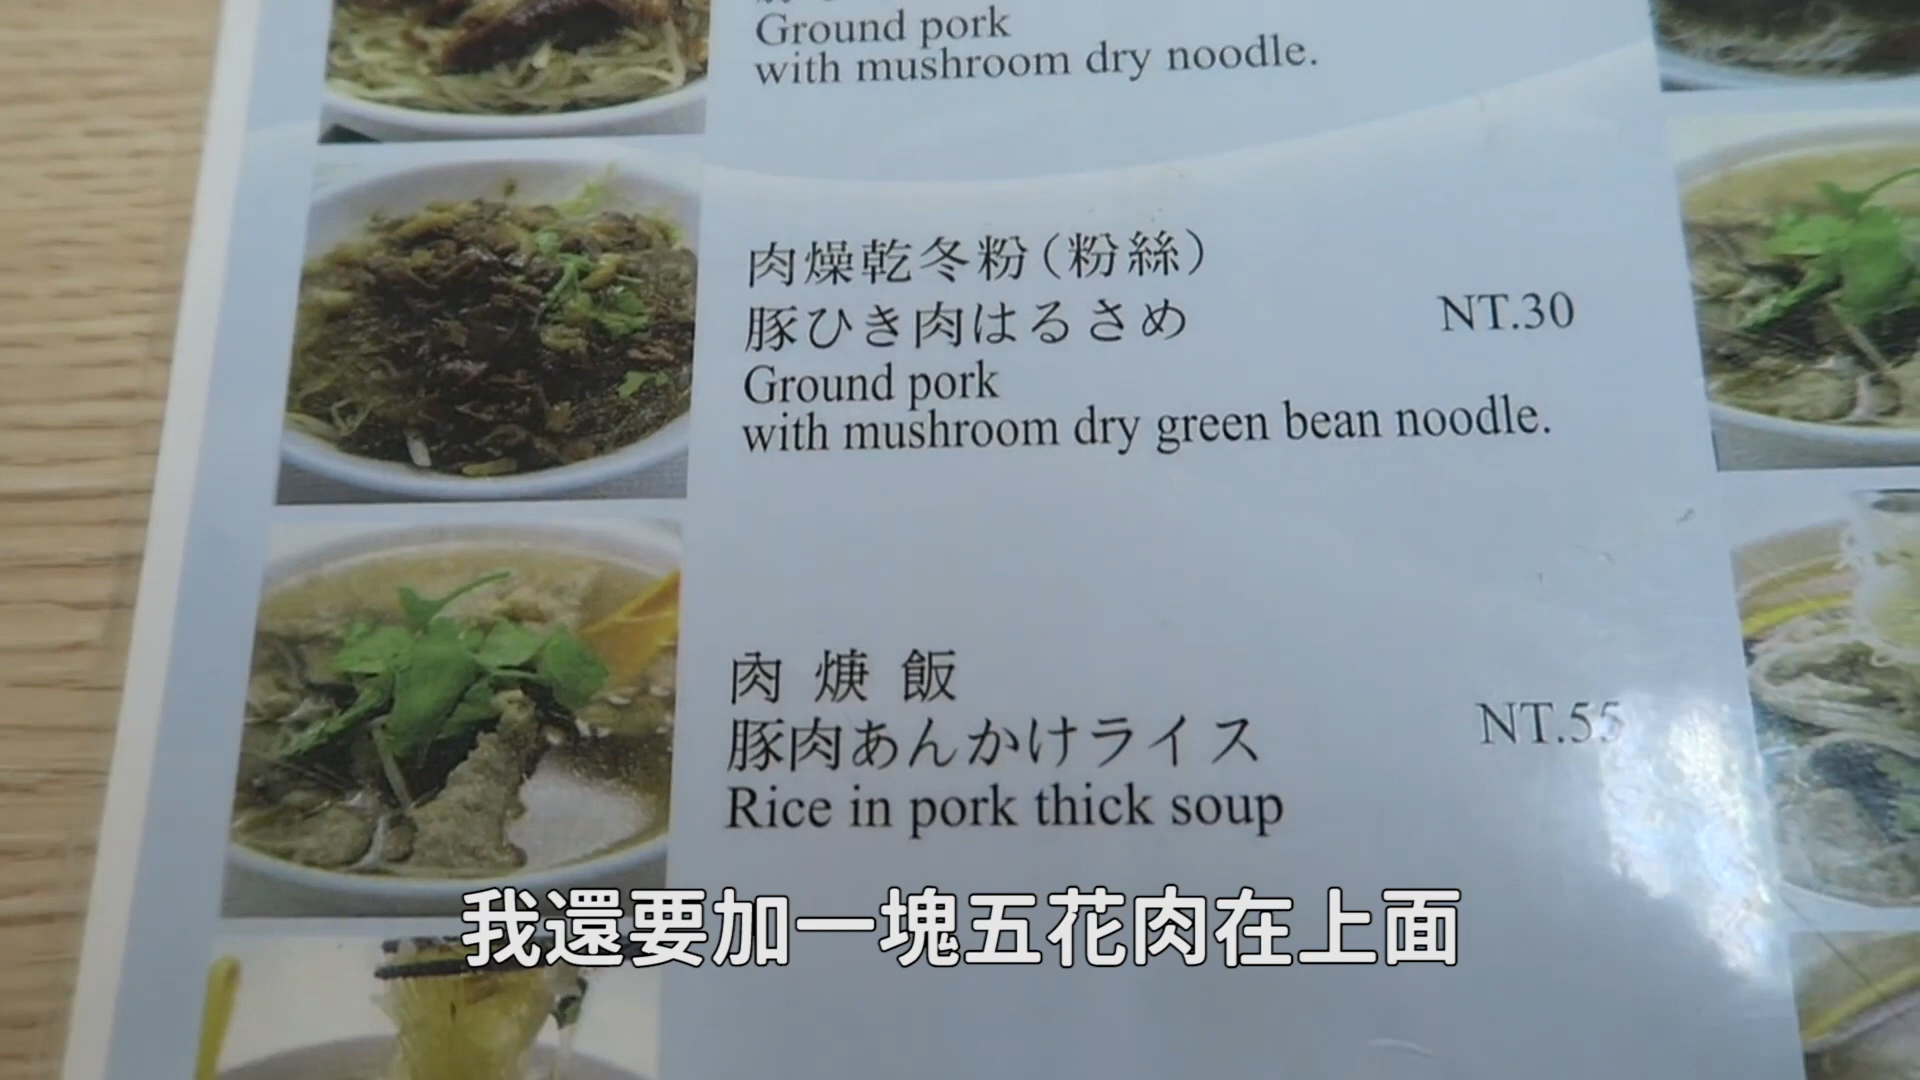 Ground pork
with mushroom dry noodle.
肉燥乾冬粉(粉絲)
豚ひき肉はるさめ
NT.30
Ground pork
with mushroom dry green bean noodle.
肉焿飯
豚肉あんかけライス
NT.55
Rice in pork thick soup
我還要加一塊五花肉在上面